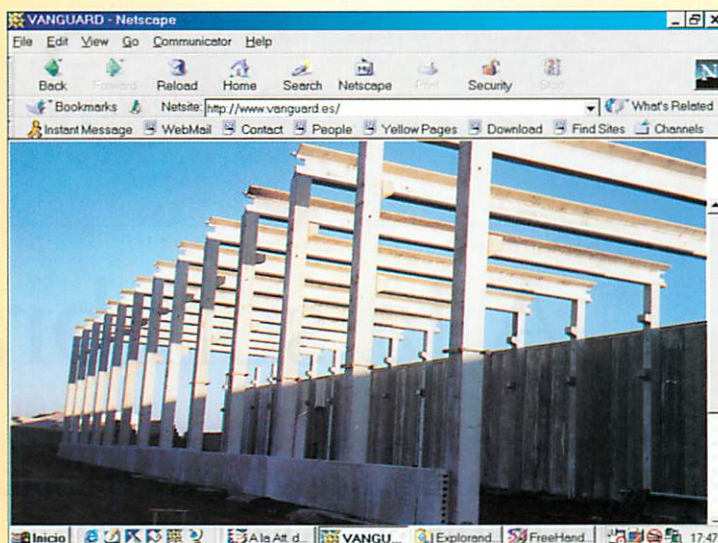 VANGUARD - Netscape
File Edit View Go Communicator Help
Back Forward Reload Home Search Netscape Print Security Stop
Bookmarks Netsite: http://www.vanguard.es/ What's Related
Instant Message WebMail Contact People Yellow Pages Download Find Sites Channels
N
Inicio A la Att. d... VANGU... Explorand... FreeHand... 17:47